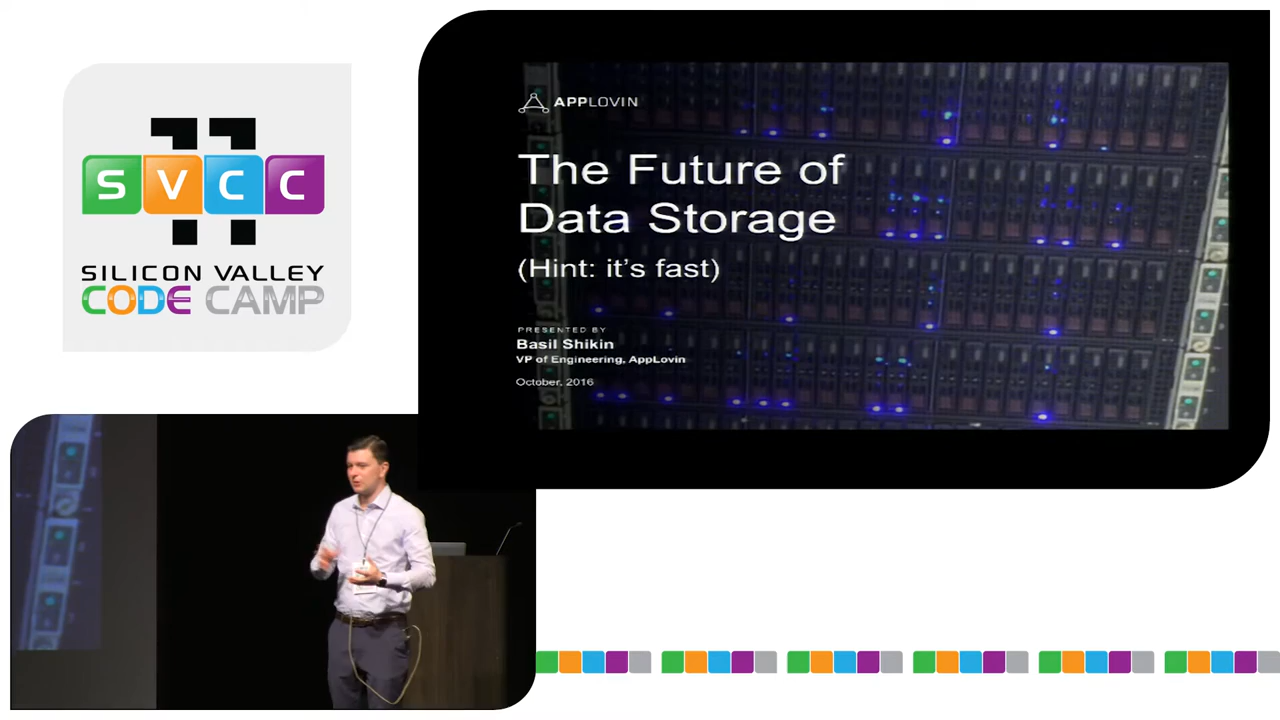 SVCC
SILICON VALLEY
CODE CAMP
APPLOVIN
The Future of
Data Storage
(Hint: it's fast)
PRESENTED BY
Basil Shikin
VP of Engineering, AppLovin
October, 2016